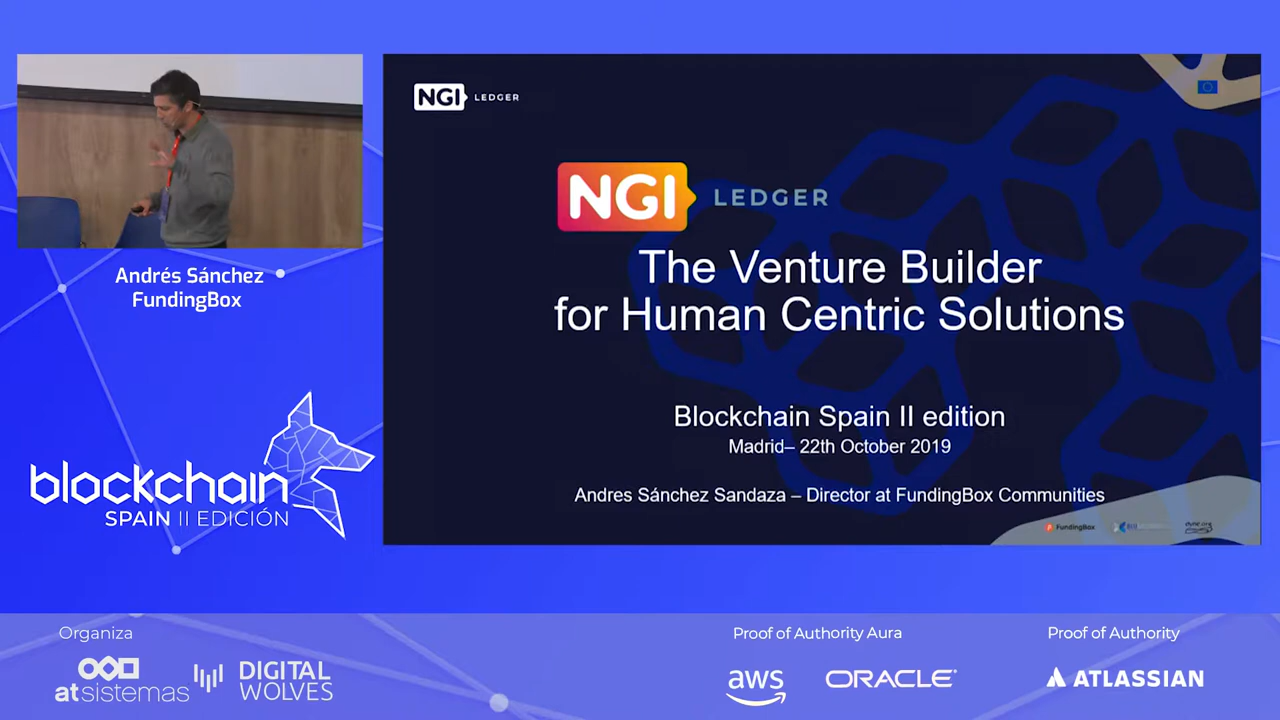 NGI LEDGER
NGI LEDGER
The Venture Builder
for Human Centric Solutions
Blockchain Spain II edition
Madrid– 22th October 2019
Andres Sánchez Sandaza – Director at FundingBox Communities
FundingBox
Andrés Sánchez
FundingBox
blockchain
SPAIN II EDICIÓN
Organiza
atsistemas
DIGITAL
WOLVES
Proof of Authority Aura
aws
ORACLE
Proof of Authority
ATLASSIAN